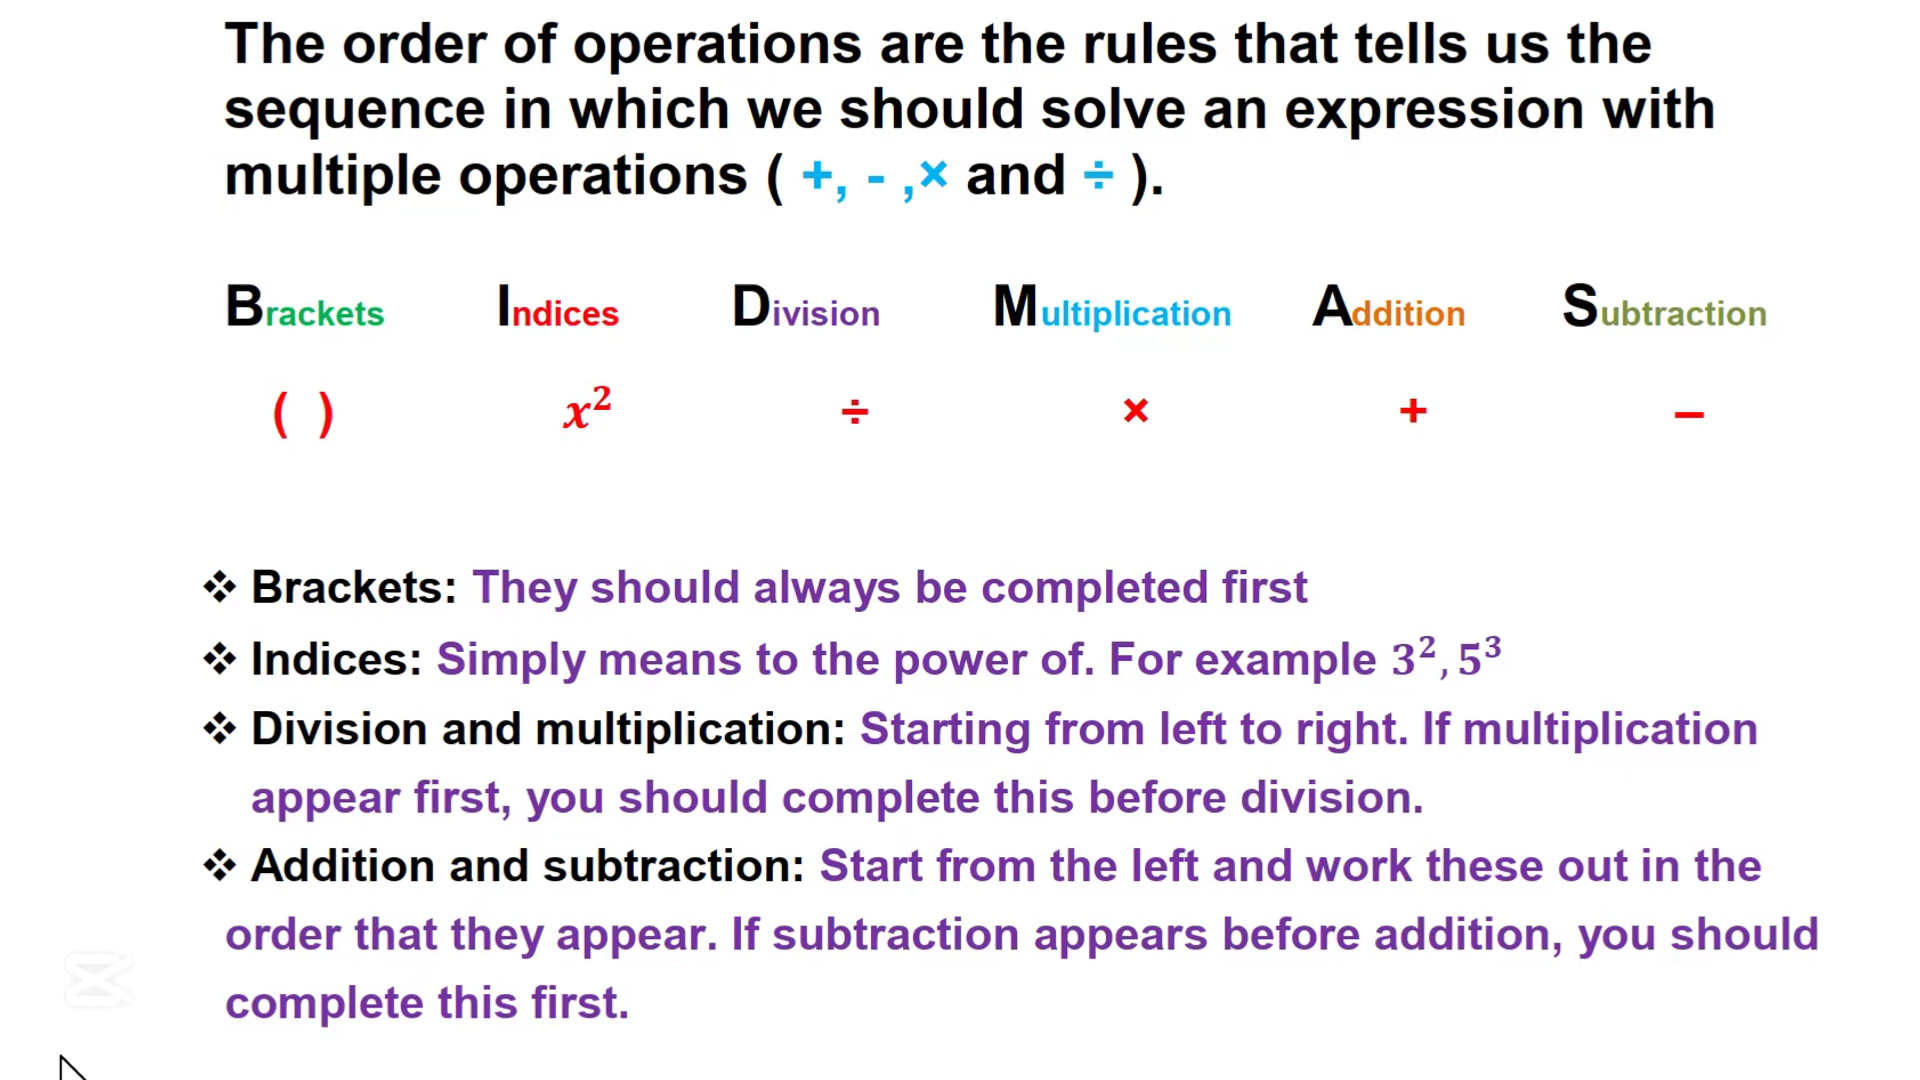 The order of operations are the rules that tells us the
sequence in which we should solve an expression with
multiple operations ( +, - ,× and ÷ ).
Brackets Indices Division Multiplication Addition Subtraction
( ) x² ÷ × + –
❖ Brackets: They should always be completed first
❖ Indices: Simply means to the power of. For example 3², 5³
❖ Division and multiplication: Starting from left to right. If multiplication
appear first, you should complete this before division.
❖ Addition and subtraction: Start from the left and work these out in the
order that they appear. If subtraction appears before addition, you should
complete this first.